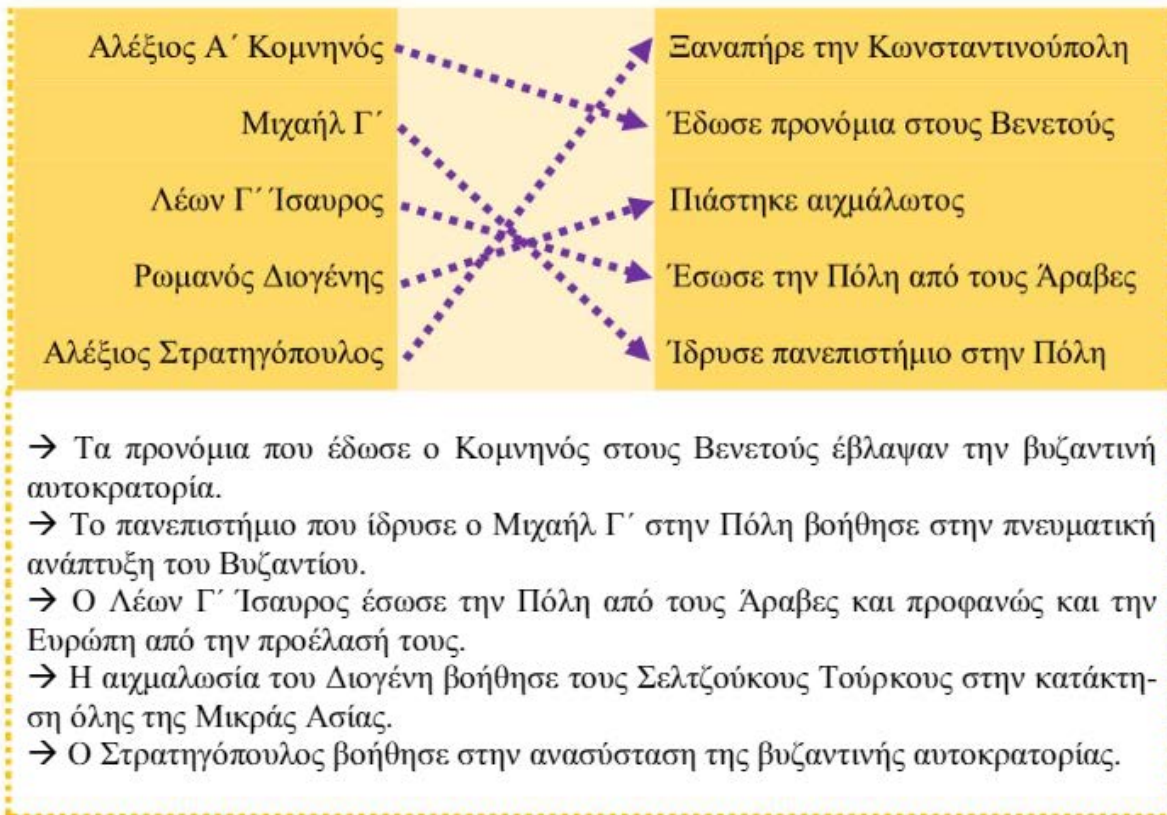 Αλέξιος Α΄ Κομνηνός
Ξαναπήρε την Κωνσταντινούπολη
Μιχαήλ Γ΄
Έδωσε προνόμια στους Βενετούς
Λέων Γ΄ Ίσαυρος
Πιάστηκε αιχμάλωτος
Ρωμανός Διογένης
Έσωσε την Πόλη από τους Άραβες
Αλέξιος Στρατηγόπουλος
Ίδρυσε πανεπιστήμιο στην Πόλη
→ Τα προνόμια που έδωσε ο Κομνηνός στους Βενετούς έβλαψαν την βυζαντινή
αυτοκρατορία.
→ Το πανεπιστήμιο που ίδρυσε ο Μιχαήλ Γ΄ στην Πόλη βοήθησε στην πνευματική
ανάπτυξη του Βυζαντίου.
→ Ο Λέων Γ΄ Ίσαυρος έσωσε την Πόλη από τους Άραβες και προφανώς και την
Ευρώπη από την προέλασή τους.
→ Η αιχμαλωσία του Διογένη βοήθησε τους Σελτζούκους Τούρκους στην κατάκτη-
ση όλης της Μικράς Ασίας.
→ Ο Στρατηγόπουλος βοήθησε στην ανασύσταση της βυζαντινής αυτοκρατορίας.